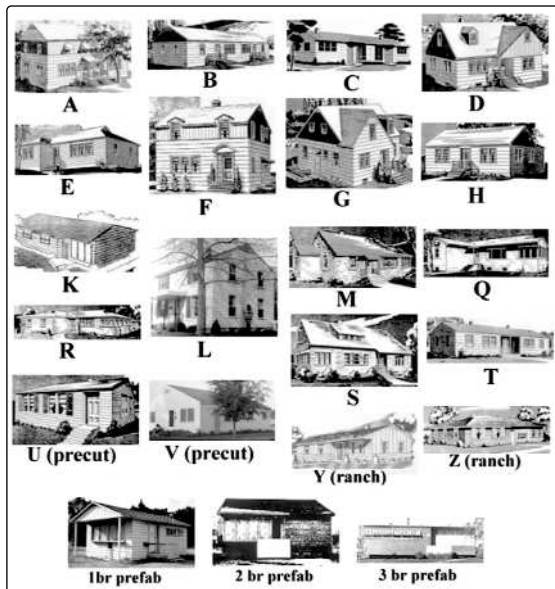 A
B
C
D
E
F
G
H
K
L
M
Q
R
S
T
U (precut)
V (precut)
Y (ranch)
Z (ranch)
1br prefab
2 br prefab
3 br prefab